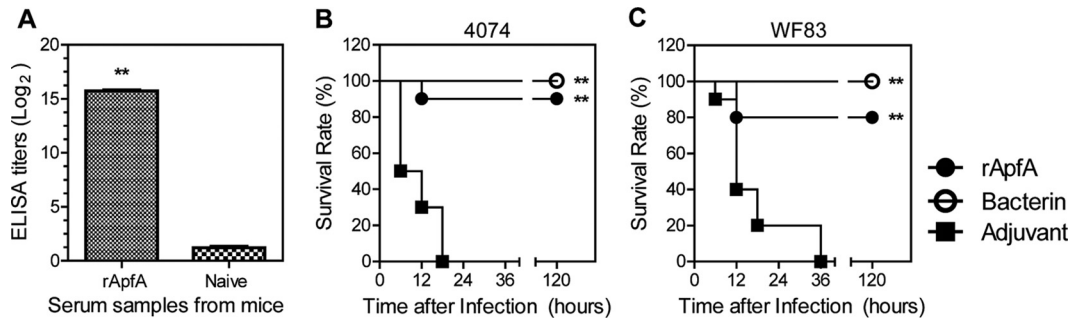 A
ELISA titers (Log2)
20
15
10
5
0
**
rApfA Naive
Serum samples from mice
B
4074
Survival Rate (%)
120
100
80
60
40
20
0
**
**
0 12 24 36 120
Time after Infection (hours)
C
WF83
Survival Rate (%)
120
100
80
60
40
20
0
**
**
0 12 24 36 120
Time after Infection (hours)
rApfA
Bacterin
Adjuvant